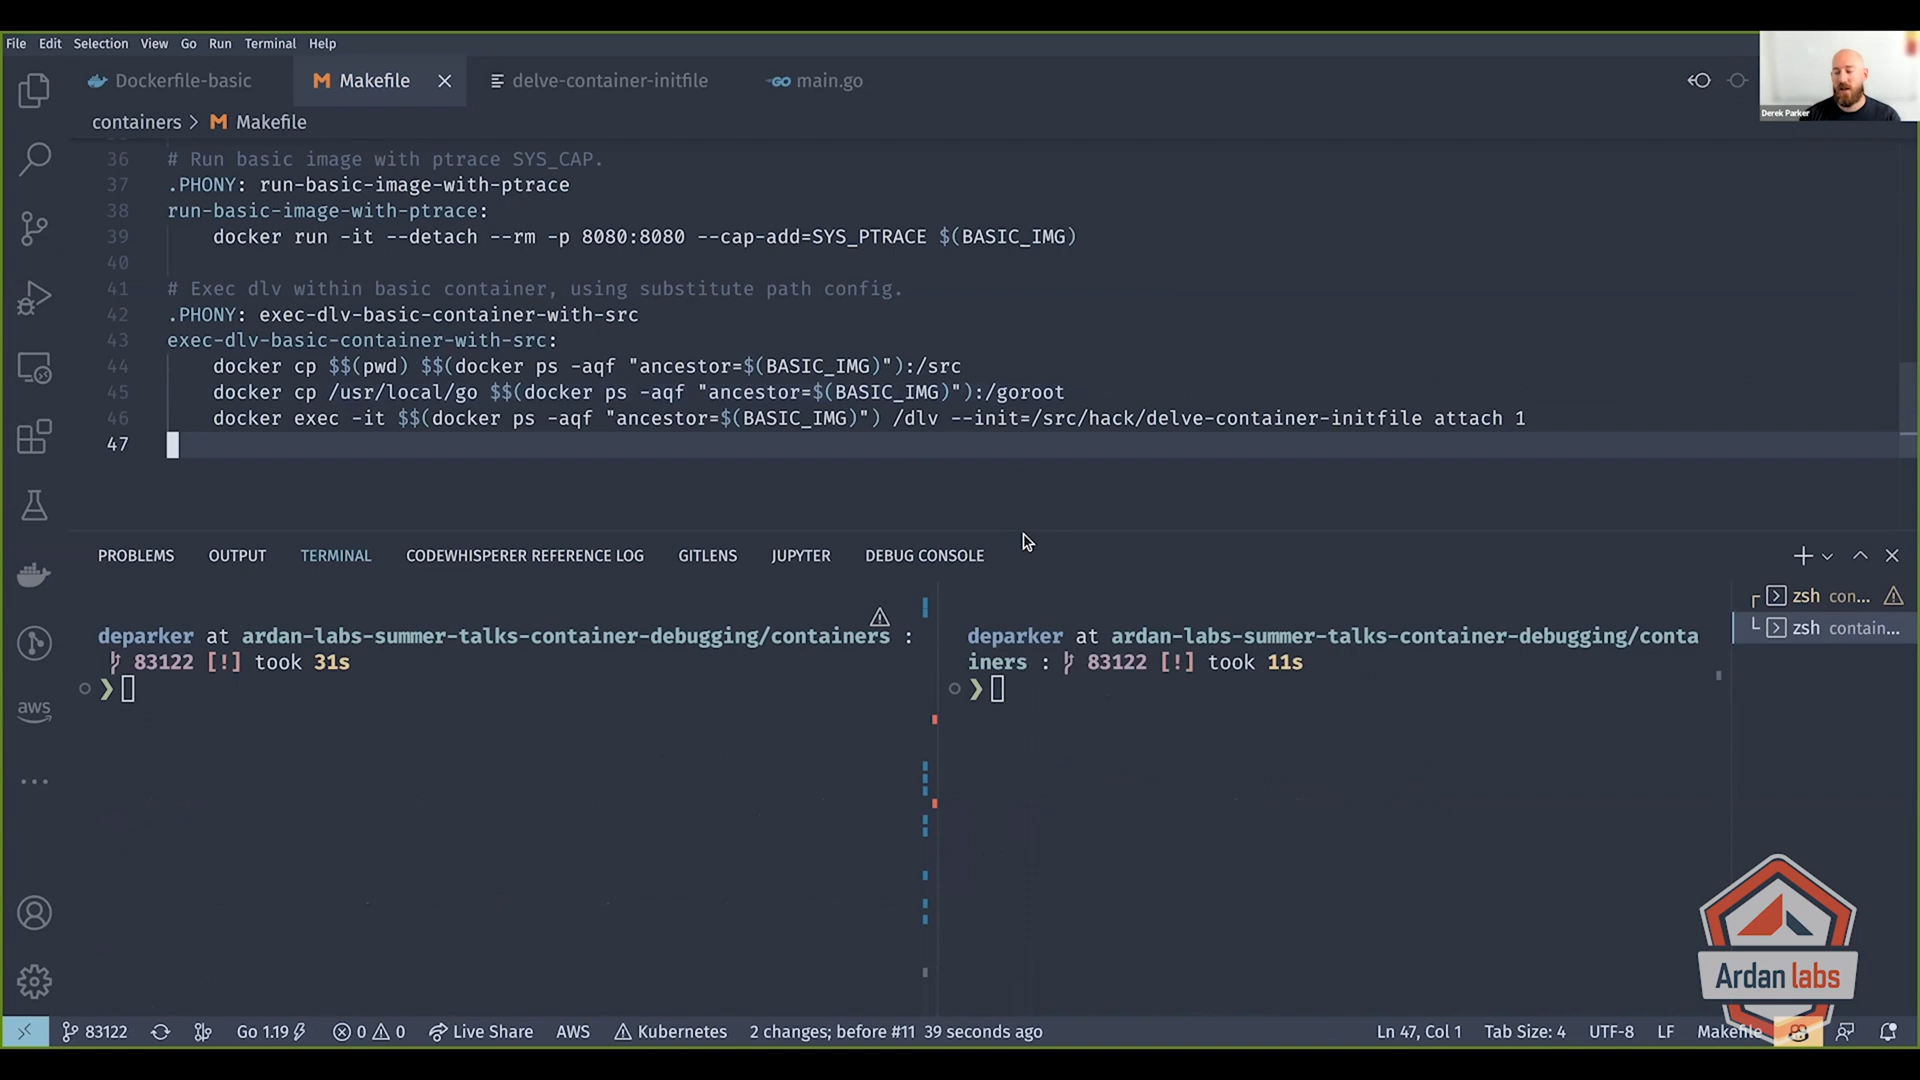 File Edit Selection View Go Run Terminal Help
Dockerfile-basic Makefile delve-container-initfile main.go
Derek Parker
containers > Makefile
36 # Run basic image with ptrace SYS_CAP.
37 .PHONY: run-basic-image-with-ptrace
38 run-basic-image-with-ptrace:
39 docker run -it --detach --rm -p 8080:8080 --cap-add=SYS_PTRACE $(BASIC_IMG)
40
41 # Exec dlv within basic container, using substitute path config.
42 .PHONY: exec-dlv-basic-container-with-src
43 exec-dlv-basic-container-with-src:
44 docker cp $$(pwd) $$(docker ps -aqf "ancestor=$(BASIC_IMG)"):/src
45 docker cp /usr/local/go $$(docker ps -aqf "ancestor=$(BASIC_IMG)"):/goroot
46 docker exec -it $$(docker ps -aqf "ancestor=$(BASIC_IMG)") /dlv --init=/src/hack/delve-container-initfile attach 1
47
PROBLEMS OUTPUT TERMINAL CODEWHISPERER REFERENCE LOG GITLENS JUPYTER DEBUG CONSOLE
deparker at ardan-labs-summer-talks-container-debugging/containers :
83122 [!] took 31s
❯
deparker at ardan-labs-summer-talks-container-debugging/conta
iners : 83122 [!] took 11s
❯
zsh con...
zsh contain...
aws
Ardan labs
83122 Go 1.19 0 0 Live Share AWS Kubernetes 2 changes; before #11 39 seconds ago Ln 47, Col 1 Tab Size: 4 UTF-8 LF Makefile